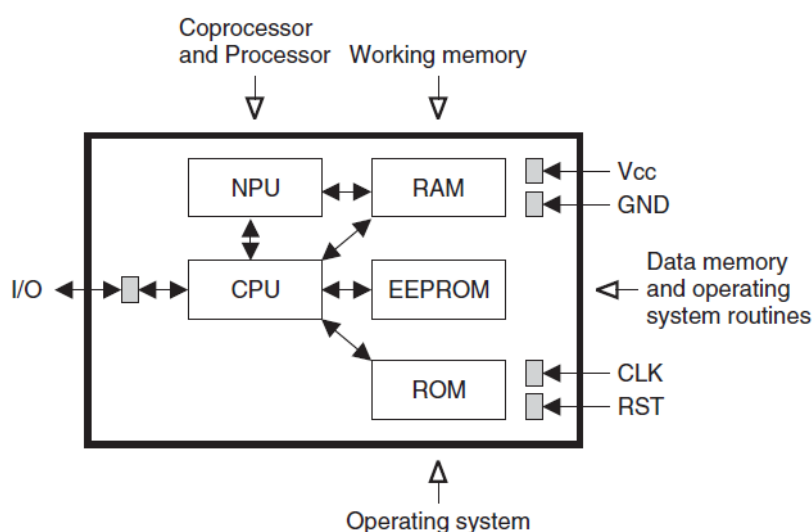 Coprocessor
and Processor
Working memory
NPU
RAM
Vcc
GND
I/O
CPU
EEPROM
Data memory
and operating
system routines
ROM
CLK
RST
Operating system